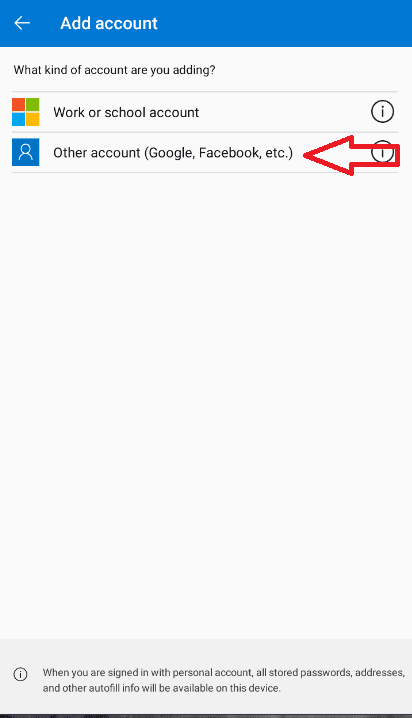 Add account
What kind of account are you adding?
Work or school account
Other account (Google, Facebook, etc.)
When you are signed in with personal account, all stored passwords, addresses,
and other autofill info will be available on this device.